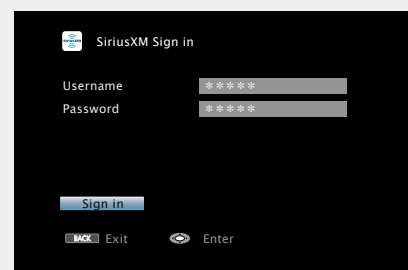 SiriusXM Sign in
Username *****
Password *****
Sign in
BACK Exit Enter